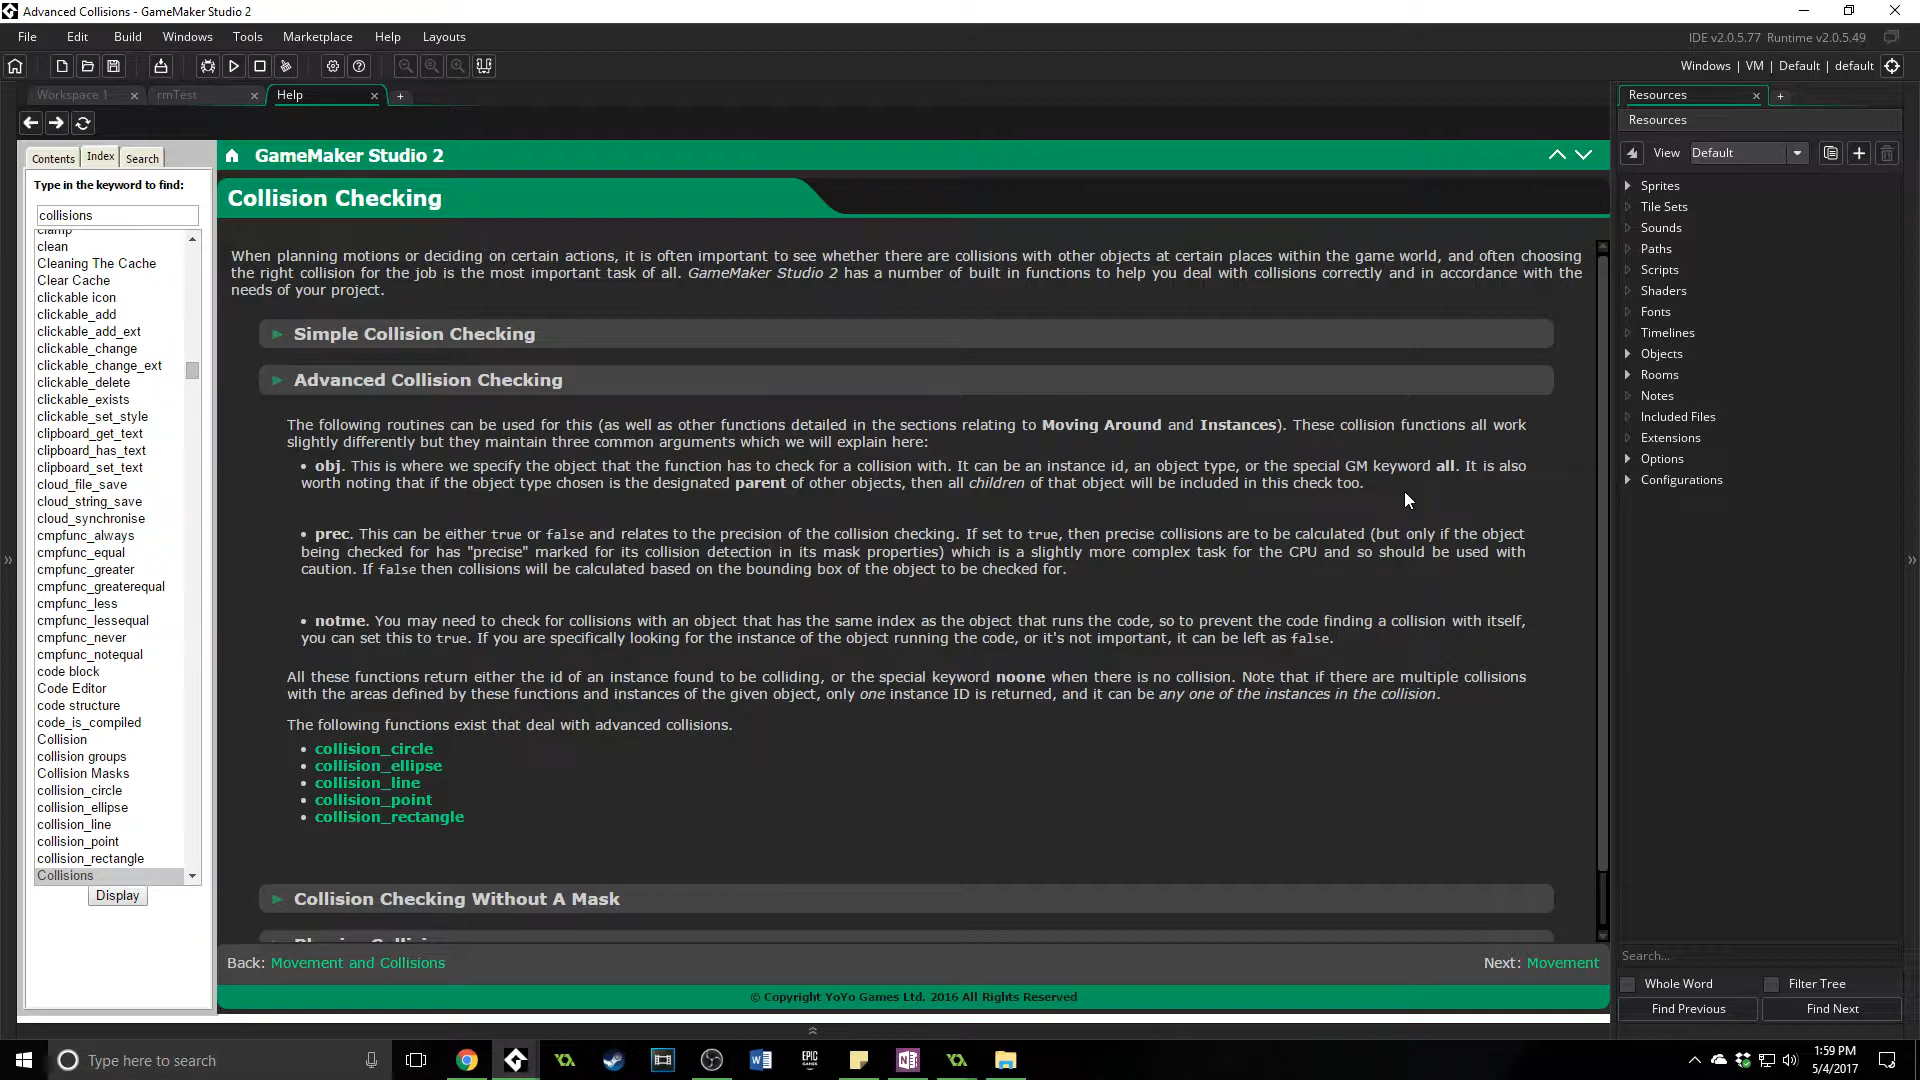 Advanced Collisions - GameMaker Studio 2
File Edit Build Windows Tools Marketplace Help Layouts
IDE v2.0.5.77 Runtime v2.0.5.49
Windows | VM | Default | default
Workspace 1
rmTest
Help
Resources
Resources
View Default
Contents
Index
Search
Type in the keyword to find:
collisions
clamp
clean
Cleaning The Cache
Clear Cache
clickable icon
clickable_add
clickable_add_ext
clickable_change
clickable_change_ext
clickable_delete
clickable_exists
clickable_set_style
clipboard_get_text
clipboard_has_text
clipboard_set_text
cloud_file_save
cloud_string_save
cloud_synchronise
cmpfunc_always
cmpfunc_equal
cmpfunc_greater
cmpfunc_greaterequal
cmpfunc_less
cmpfunc_lessequal
cmpfunc_never
cmpfunc_notequal
code block
Code Editor
code structure
code_is_compiled
Collision
collision groups
Collision Masks
collision_circle
collision_ellipse
collision_line
collision_point
collision_rectangle
Collisions
Display
GameMaker Studio 2
Collision Checking
When planning motions or deciding on certain actions, it is often important to see whether there are collisions with other objects at certain places within the game world, and often choosing
the right collision for the job is the most important task of all. GameMaker Studio 2 has a number of built in functions to help you deal with collisions correctly and in accordance with the
needs of your project.
Simple Collision Checking
Advanced Collision Checking
The following routines can be used for this (as well as other functions detailed in the sections relating to Moving Around and Instances). These collision functions all work
slightly differently but they maintain three common arguments which we will explain here:
• obj. This is where we specify the object that the function has to check for a collision with. It can be an instance id, an object type, or the special GM keyword all. It is also
worth noting that if the object type chosen is the designated parent of other objects, then all children of that object will be included in this check too.
• prec. This can be either true or false and relates to the precision of the collision checking. If set to true, then precise collisions are to be calculated (but only if the object
being checked for has "precise" marked for its collision detection in its mask properties) which is a slightly more complex task for the CPU and so should be used with
caution. If false then collisions will be calculated based on the bounding box of the object to be checked for.
• notme. You may need to check for collisions with an object that has the same index as the object that runs the code, so to prevent the code finding a collision with itself,
you can set this to true. If you are specifically looking for the instance of the object running the code, or it's not important, it can be left as false.
All these functions return either the id of an instance found to be colliding, or the special keyword noone when there is no collision. Note that if there are multiple collisions
with the areas defined by these functions and instances of the given object, only one instance ID is returned, and it can be any one of the instances in the collision.
The following functions exist that deal with advanced collisions.
• collision_circle
• collision_ellipse
• collision_line
• collision_point
• collision_rectangle
Collision Checking Without A Mask
Back: Movement and Collisions
Next: Movement
© Copyright YoYo Games Ltd. 2016 All Rights Reserved
Sprites
Tile Sets
Sounds
Paths
Scripts
Shaders
Fonts
Timelines
Objects
Rooms
Notes
Included Files
Extensions
Options
Configurations
Search...
Whole Word
Filter Tree
Find Previous
Find Next
Type here to search
EPIC GAMES
1:59 PM
5/4/2017